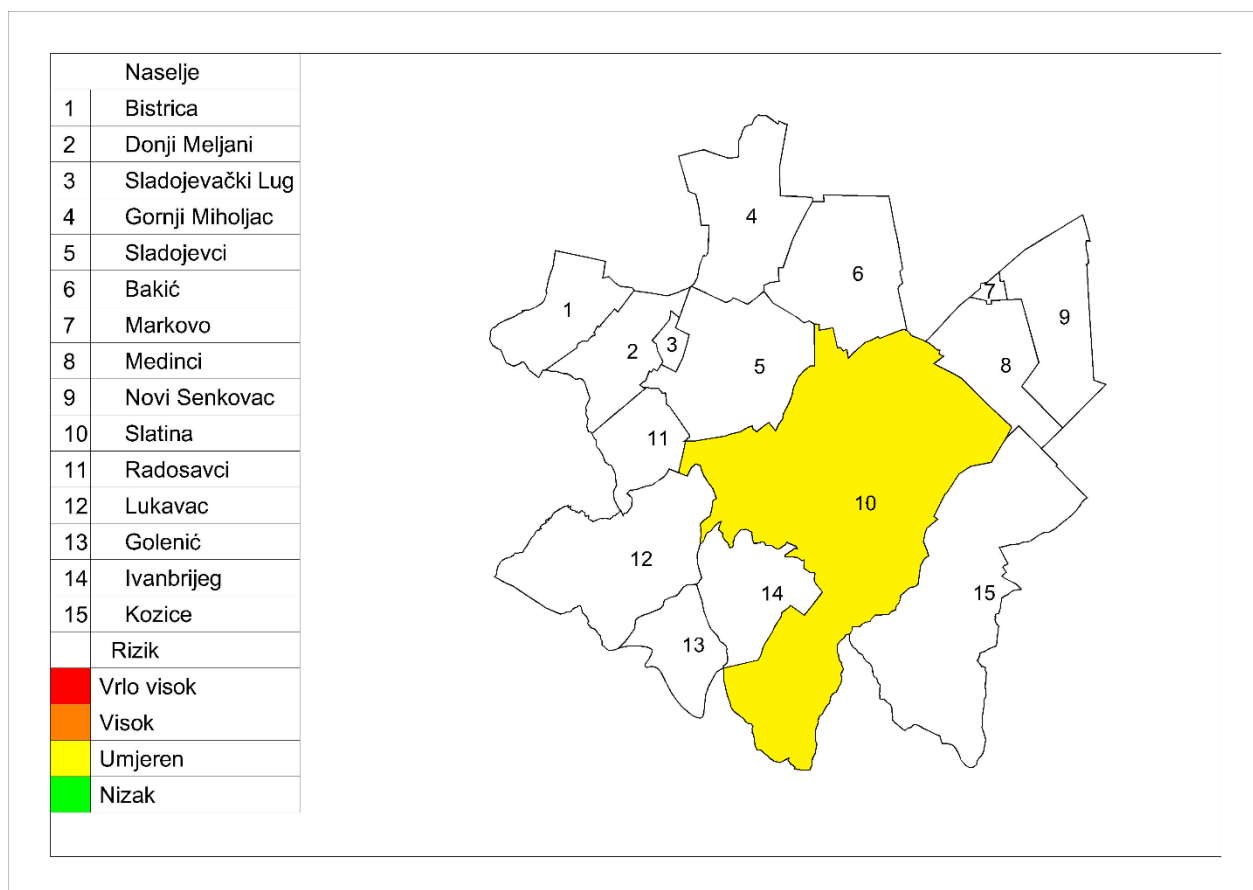 Naselje
1 Bistrica
2 Donji Meljani
3 Sladojevački Lug
4 Gornji Miholjac
5 Sladojevci
6 Bakić
7 Markovo
8 Medinci
9 Novi Senkovac
10 Slatina
11 Radosavci
12 Lukavac
13 Golenić
14 Ivanbrijeg
15 Kozice
Rizik
Vrlo visok
Visok
Umjeren
Nizak
4
6
7
1
9
2
3
5
8
11
10
12
14
15
13